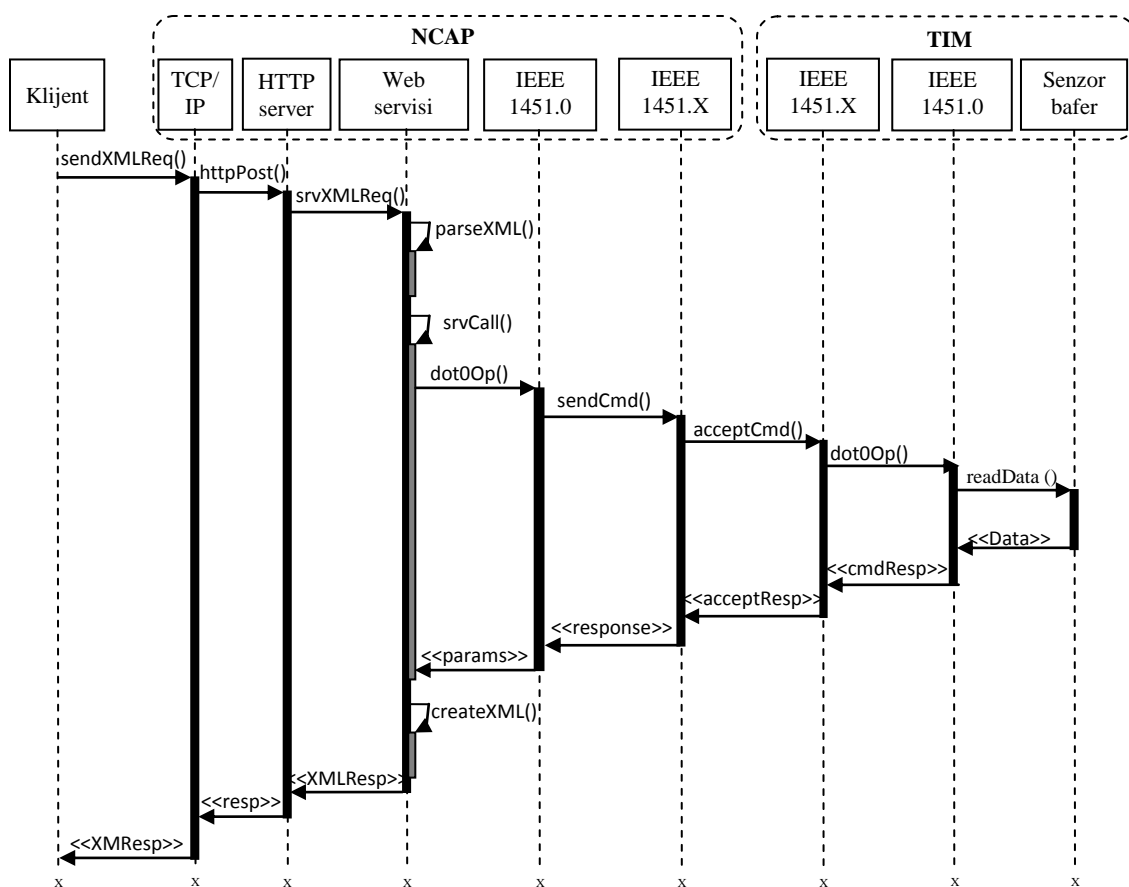 NCAP
TIM
Klijent
TCP/
IP
HTTP
server
Web
servisi
IEEE
1451.0
IEEE
1451.X
IEEE
1451.X
IEEE
1451.0
Senzor
bafer
sendXMLReq()
httpPost()
srvXMLReq()
parseXML()
srvCall()
dot0Op()
sendCmd()
acceptCmd()
dot0Op()
readData ()
<<Data>>
<<cmdResp>>
<<acceptResp>>
<<response>>
<<params>>
createXML()
<<XMLResp>>
<<resp>>
<<XMResp>>
x x x x x x x x x